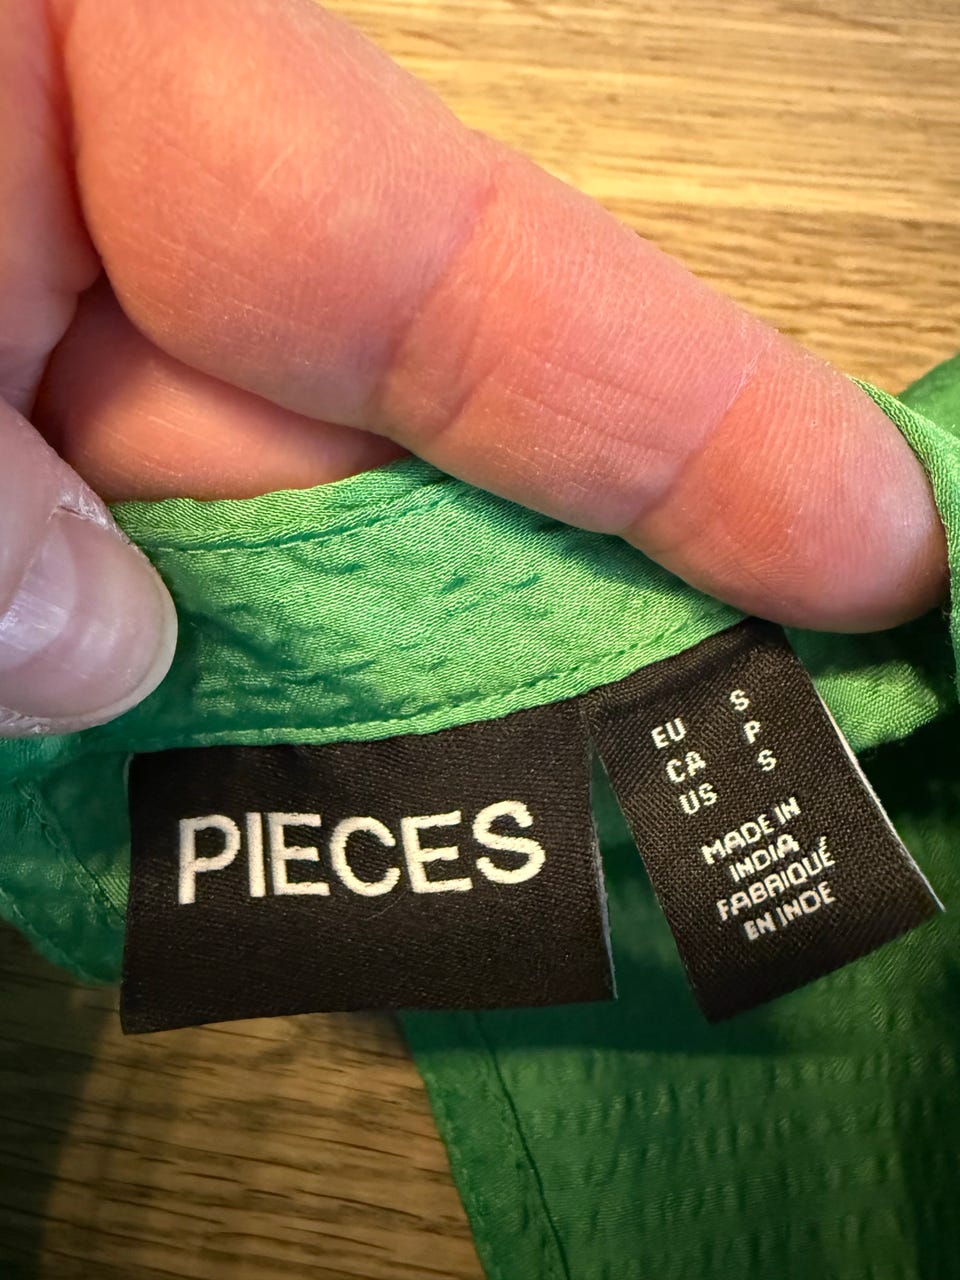 PIECES
EU S
CA P
US S
MADE IN
INDIA
FABRIQUÉ
EN INDE